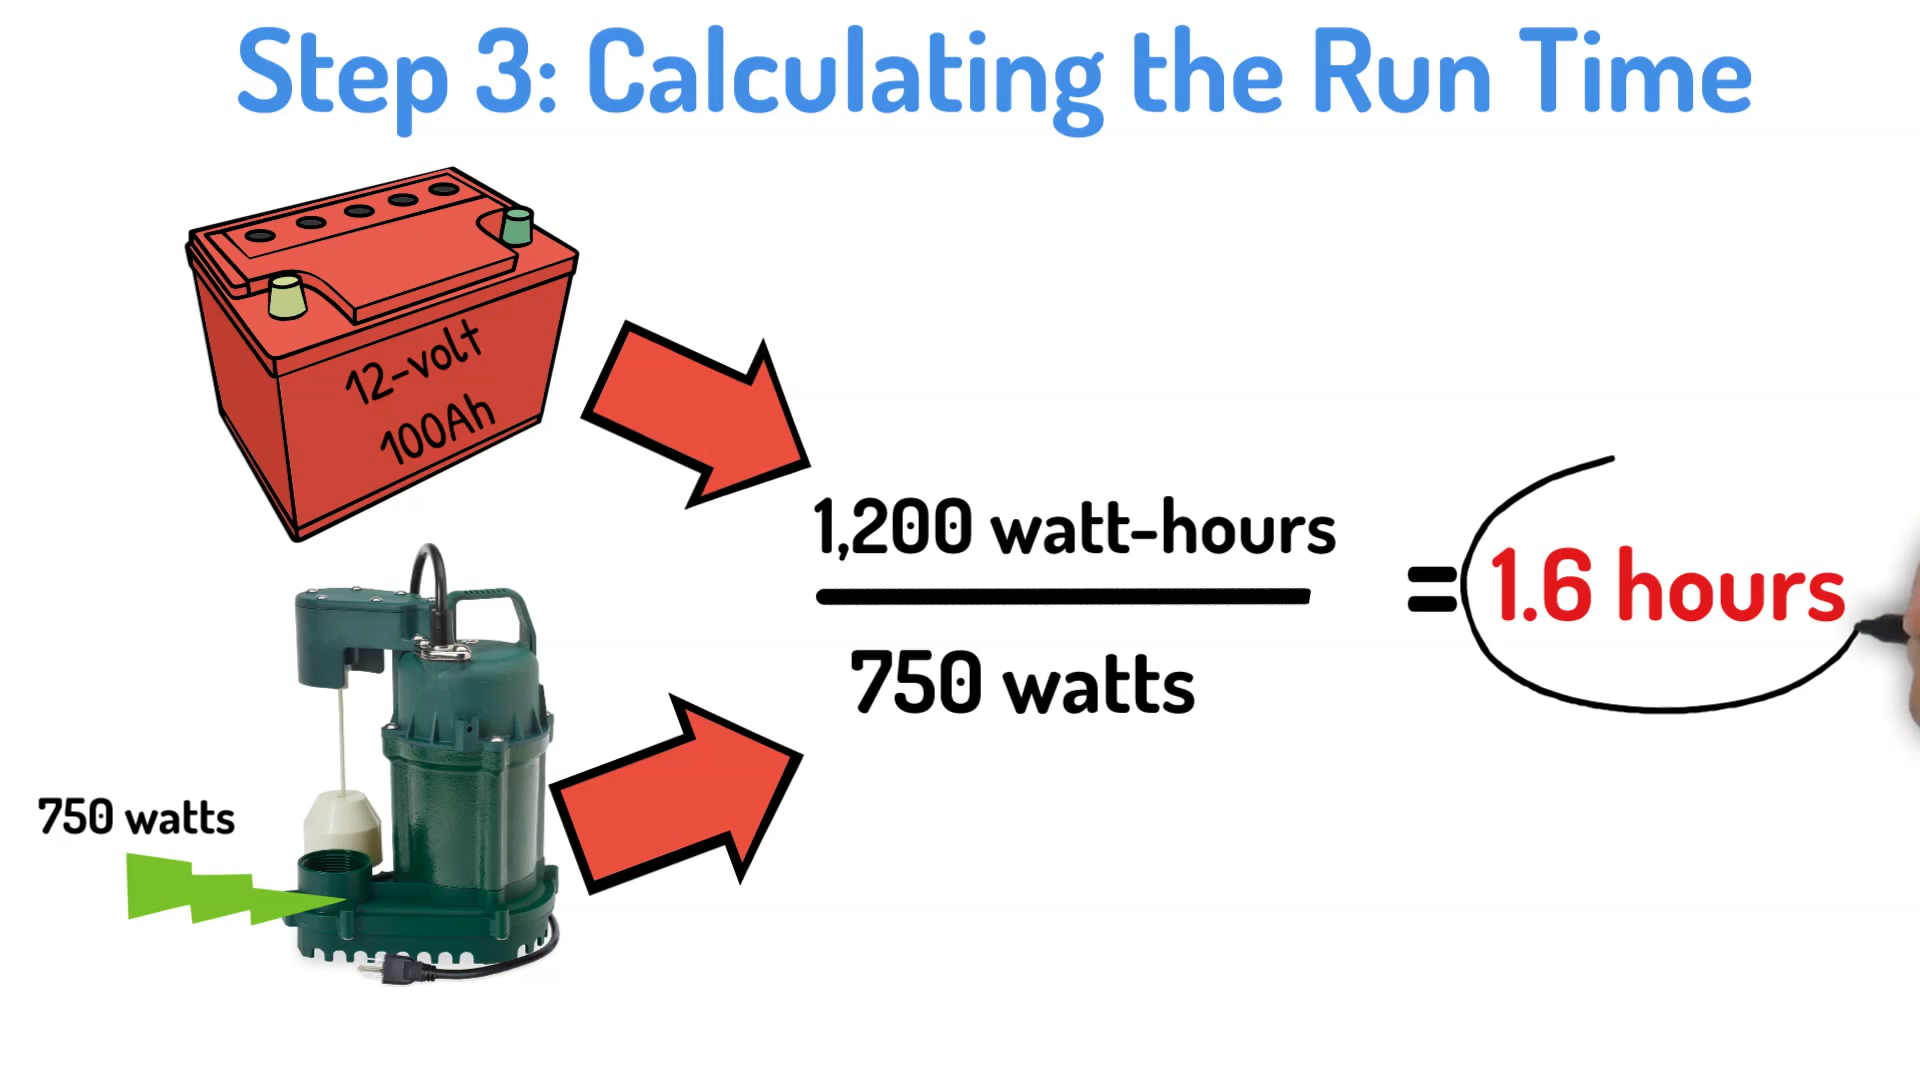 Step 3: Calculating the Run Time
12-volt
100Ah
1,200 watt-hours
750 watts
= 1.6 hours
750 watts